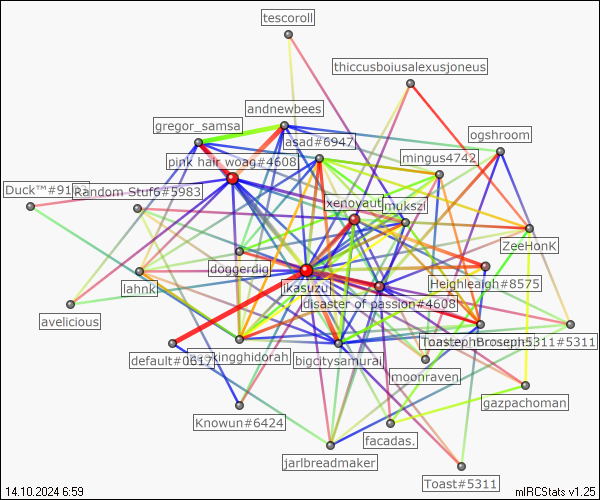 tescoroll
thiccusboiusalexusjoneus
andnewbees
gregor_samsa
ogshroom
asad#6947
mingus4742
pink hair woag#4608
Duck™#91
Random Stuf6#5983
xenoyaut
mukszi
ZeeHonK
doggerdig
Heighleaigh#8575
lahnk
ikasuzu
disaster of passion#4608
avelicious
Broseph5311#5311
default#0617
kingghidorah
bigcitysamurai
moonraven
gazpachoman
Knowun#6424
facadas.
jarlbreadmaker
Toast#5311
14.10.2024 6:59
mIRCStats v1.25